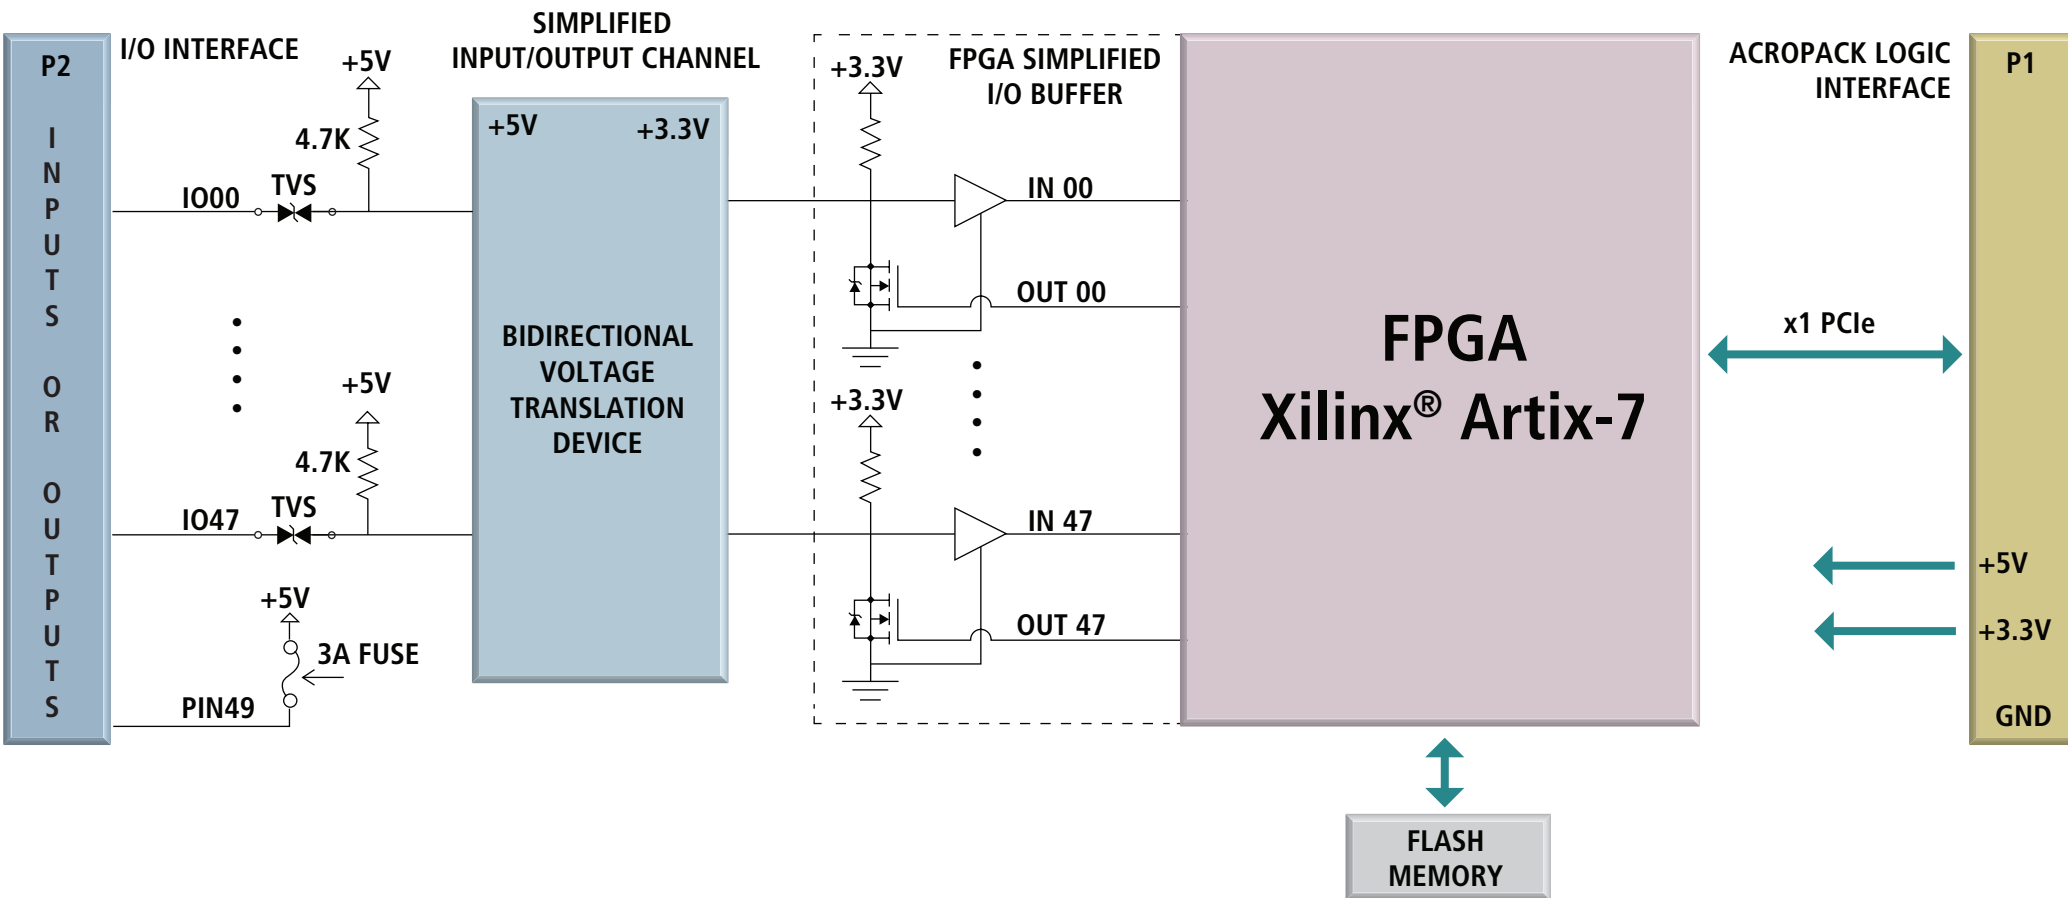 P2
INPUTS OR OUTPUTS
I/O INTERFACE
+5V
4.7K
IO00
TVS
+5V
4.7K
IO47
TVS
+5V
3A FUSE
PIN49
SIMPLIFIED
INPUT/OUTPUT CHANNEL
+5V +3.3V
BIDIRECTIONAL
VOLTAGE
TRANSLATION
DEVICE
FPGA SIMPLIFIED
I/O BUFFER
+3.3V
IN 00
OUT 00
+3.3V
IN 47
OUT 47
FPGA
Xilinx® Artix-7
FLASH
MEMORY
ACROPACK LOGIC
INTERFACE
x1 PCIe
P1
+5V
+3.3V
GND